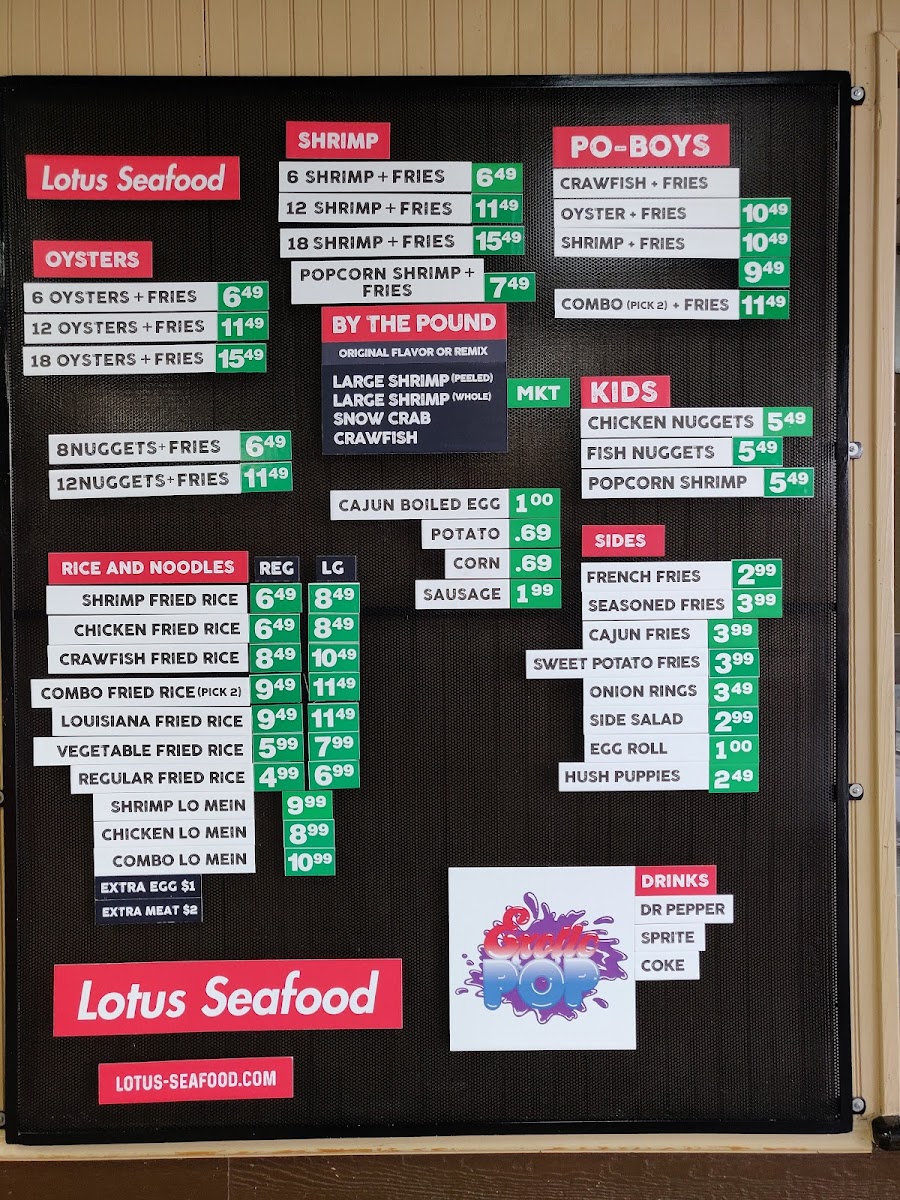 Lotus Seafood
OYSTERS
6 OYSTERS + FRIES 6.49
12 OYSTERS + FRIES 11.49
18 OYSTERS + FRIES 15.49
8 NUGGETS + FRIES 6.49
12 NUGGETS + FRIES 11.49
SHRIMP
6 SHRIMP + FRIES 6.49
12 SHRIMP + FRIES 11.49
18 SHRIMP + FRIES 15.49
POPCORN SHRIMP +
FRIES 7.49
BY THE POUND
ORIGINAL FLAVOR OR REMIX
LARGE SHRIMP (PEELED)
LARGE SHRIMP (WHOLE)
SNOW CRAB
CRAWFISH
MKT
CAJUN BOILED EGG 1.00
POTATO .69
CORN .69
SAUSAGE 1.99
PO-BOYS
CRAWFISH + FRIES
OYSTER + FRIES 10.49
SHRIMP + FRIES 10.49
9.49
COMBO (PICK 2) + FRIES 11.49
KIDS
CHICKEN NUGGETS 5.49
FISH NUGGETS 5.49
POPCORN SHRIMP 5.49
SIDES
FRENCH FRIES 2.99
SEASONED FRIES 3.99
CAJUN FRIES 3.99
SWEET POTATO FRIES 3.99
ONION RINGS 3.49
SIDE SALAD 2.99
EGG ROLL 1.00
HUSH PUPPIES 2.49
RICE AND NOODLES REG LG
SHRIMP FRIED RICE 6.49 8.49
CHICKEN FRIED RICE 6.49 8.49
CRAWFISH FRIED RICE 8.49 10.49
COMBO FRIED RICE (PICK 2) 9.49 11.49
LOUISIANA FRIED RICE 9.49 11.49
VEGETABLE FRIED RICE 5.99 7.99
REGULAR FRIED RICE 4.99 6.99
SHRIMP LO MEIN 9.99
CHICKEN LO MEIN 8.99
COMBO LO MEIN 10.99
EXTRA EGG $1
EXTRA MEAT $2
Exotic
POP
DRINKS
DR PEPPER
SPRITE
COKE
Lotus Seafood
LOTUS-SEAFOOD.COM